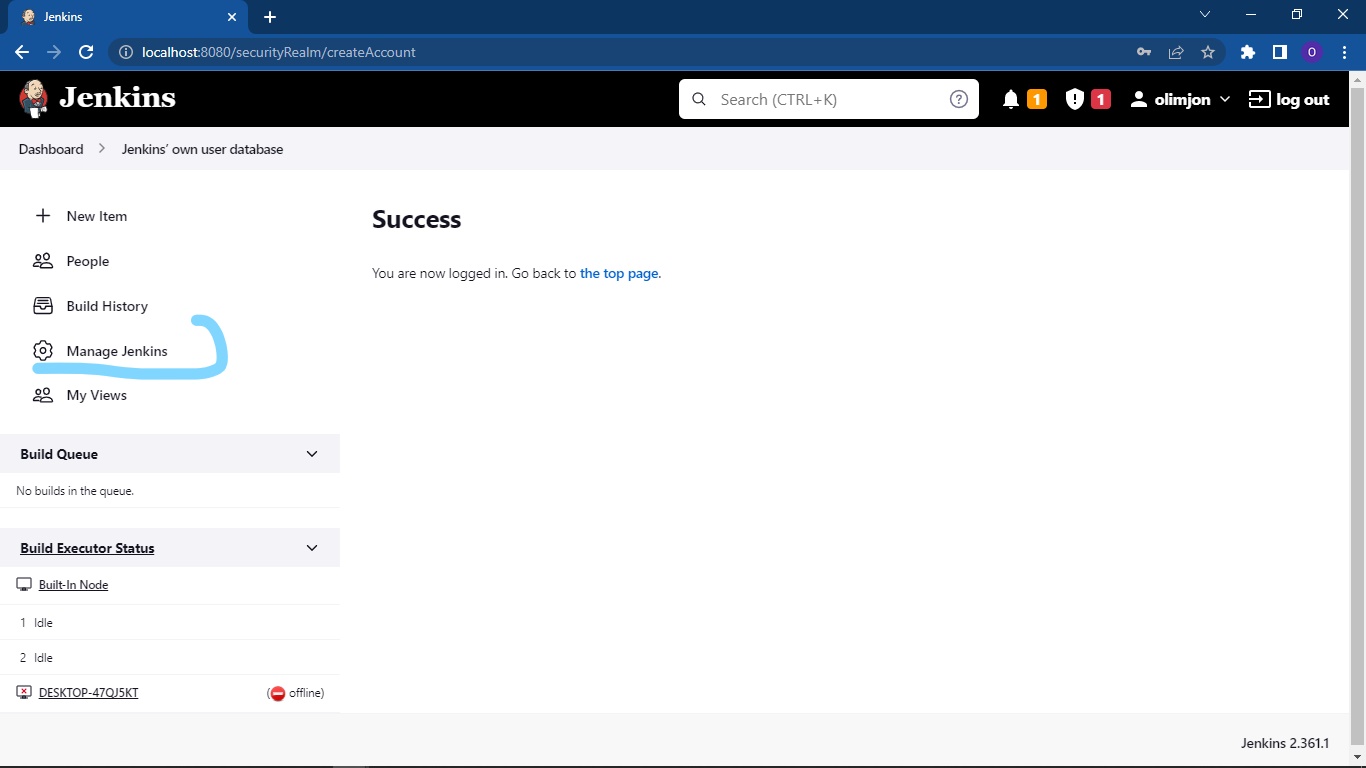 Jenkins
localhost:8080/securityRealm/createAccount
O
Jenkins
Search (CTRL+K)
1
1
olimjon
log out
Dashboard
Jenkins' own user database
New Item
People
Build History
Manage Jenkins
My Views
Success
You are now logged in. Go back to the top page.
Build Queue
No builds in the queue.
Build Executor Status
Built-In Node
1 Idle
2 Idle
DESKTOP-47QJ5KT (offline)
Jenkins 2.361.1